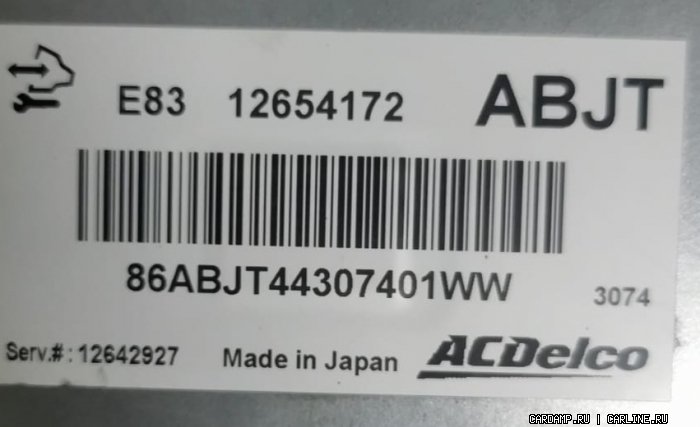 E83 12654172 ABJT
86ABJT44307401WW 3074
Serv.#: 12642927 Made in Japan ACDelco
CARDAMP.RU | CARLINE.RU